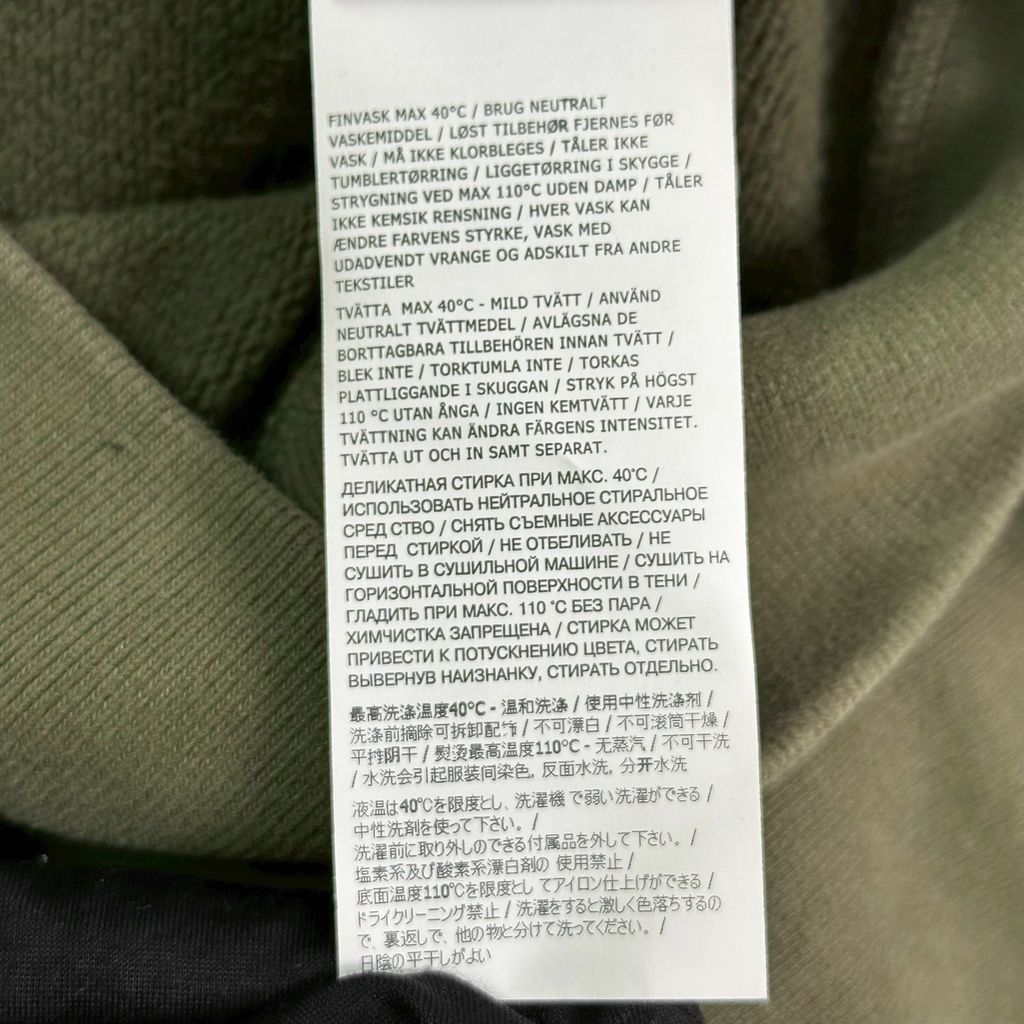 FINVASK MAX 40°C / BRUG NEUTRALT
VASKEMIDDEL / LØST TILBEHØR FJERNES FØR
VASK / MÅ IKKE KLORBLEGES / TÅLER IKKE
TUMBLERTØRRING / LIGGETØRRING I SKYGGE /
STRYGNING VED MAX 110°C UDEN DAMP / TÅLER
IKKE KEMSIK RENSNING / HVER VASK KAN
ÆNDRE FARVENS STYRKE, VASK MED
UDADVENDT VRANGE OG ADSKILT FRA ANDRE
TEKSTILER
TVÄTTA MAX 40°C - MILD TVÄTT / ANVÄND
NEUTRALT TVÄTTMEDEL / AVLÄGSNA DE
BORTTAGBARA TILLBEHÖREN INNAN TVÄTT /
BLEK INTE / TORKTUMLA INTE / TORKAS
PLATTLIGGANDE I SKUGGAN / STRYK PÅ HÖGST
110 °C UTAN ÅNGA / INGEN KEMTVÄTT / VARJE
TVÄTTNING KAN ÄNDRA FÄRGENS INTENSITET.
TVÄTTA UT OCH IN SAMT SEPARAT.
ДЕЛИКАТНАЯ СТИРКА ПРИ МАКС. 40°C /
ИСПОЛЬЗОВАТЬ НЕЙТРАЛЬНОЕ СТИРАЛЬНОЕ
СРЕД СТВО / СНЯТЬ СЪЕМНЫЕ АКСЕССУАРЫ
ПЕРЕД СТИРКОЙ / НЕ ОТБЕЛИВАТЬ / НЕ
СУШИТЬ В СУШИЛЬНОЙ МАШИНЕ / СУШИТЬ НА
ГОРИЗОНТАЛЬНОЙ ПОВЕРХНОСТИ В ТЕНИ /
ГЛАДИТЬ ПРИ МАКС. 110 °C БЕЗ ПАРА /
ХИМЧИСТКА ЗАПРЕЩЕНА / СТИРКА МОЖЕТ
ПРИВЕСТИ К ПОТУСКНЕНИЮ ЦВЕТА, СТИРАТЬ
ВЫВЕРНУВ НАИЗНАНКУ, СТИРАТЬ ОТДЕЛЬНО.
最高洗涤温度40°C - 温和洗涤 / 使用中性洗涤剂 /
洗涤前摘除可拆卸配饰 / 不可漂白 / 不可滚筒干燥 /
平摊阴干 / 熨烫最高温度110°C - 无蒸汽 / 不可干洗
/ 水洗会引起服装间染色, 反面水洗, 分开水洗
液温は40℃を限度とし、洗濯機 で弱い洗濯ができる /
中性洗剤を使って下さい。 /
洗濯前に取り外しのできる付属品を外して下さい。 /
塩素系及び酸素系漂白剤の 使用禁止 /
底面温度110℃を限度とし てアイロン仕上げができる /
ドライクリーニング禁止 / 洗濯をすると激しく色落ちするの
で、裏返しで、他の物と分けて洗ってください。 /
日陰の平干しがよい